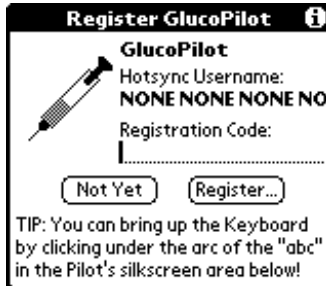 Register GlucoPilot
GlucoPilot
Hotsync Username:
NONE NONE NONE NO
Registration Code:
Not Yet
Register...
TIP: You can bring up the Keyboard
by clicking under the arc of the "abc"
in the Pilot's silkscreen area below!